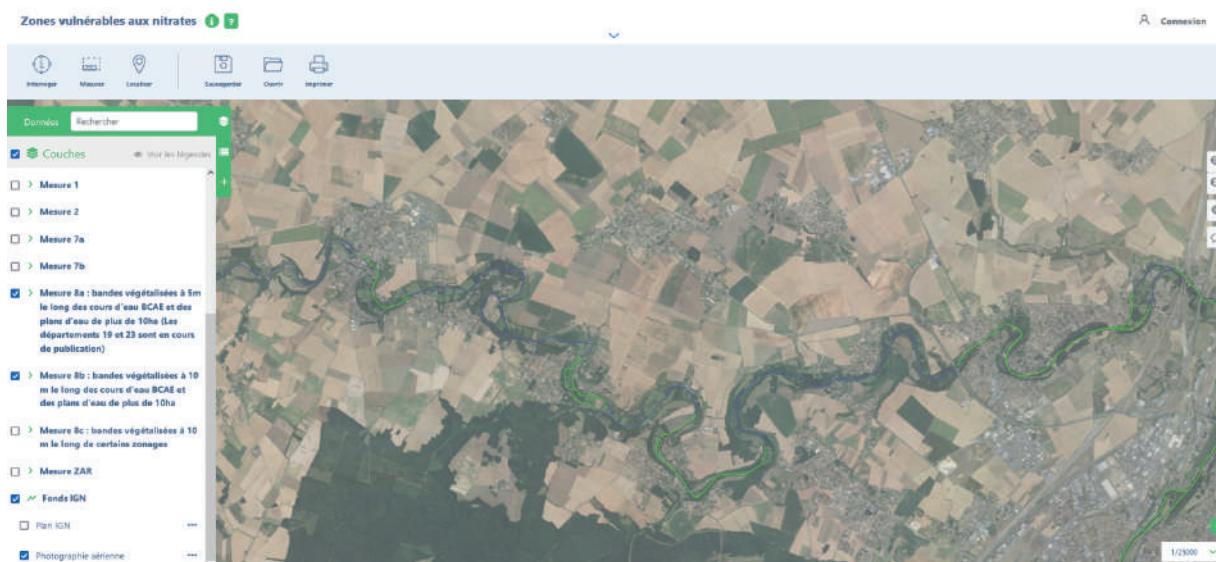 Zones vulnérables aux nitrates i ?
Connexion
Interroger Mesurer Localiser Sauvegarder Ouvrir Imprimer
Données Rechercher
Couches Voir les légendes
Mesure 1
Mesure 2
Mesure 7a
Mesure 7b
Mesure 8a : bandes végétalisées à 5m
le long des cours d'eau BCAE et des
plans d'eau de plus de 10ha (Les
départements 19 et 23 sont en cours
de publication)
Mesure 8b : bandes végétalisées à 10
m le long des cours d'eau BCAE et
des plans d'eau de plus de 10ha
Mesure 8c : bandes végétalisées à 10
m le long de certains zonages
Mesure ZAR
Fonds IGN
Plan IGN
Photographie aérienne
1/25000